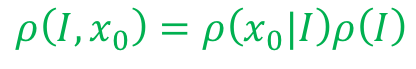 ρ(I, x₀) = ρ(x₀|I)ρ(I)